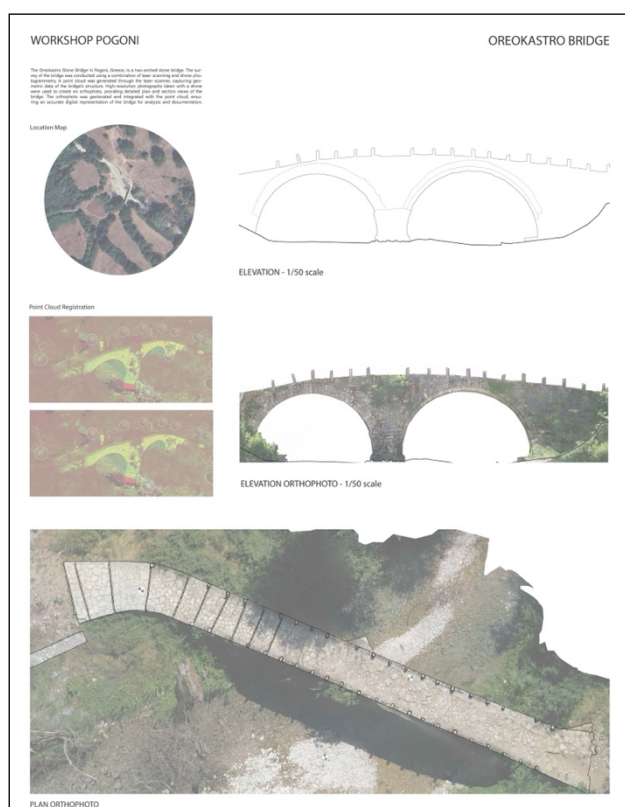 WORKSHOP POGONI
OREOKASTRO BRIDGE
The Oreokastro Stone Bridge in Pogoni, Greece, is a two-arched stone bridge. The sur-
vey of the bridge was conducted using a combination of laser scanning and drone pho-
togrammetry. A point cloud was generated through the laser scanner, capturing geo-
metric data of the bridge's structure. High-resolution photographs taken with a drone
were used to create an orthophoto, providing detailed plan and section views of the
bridge. The orthophoto was geolocated and integrated with the point cloud, ensu-
ring an accurate digital representation of the bridge for analysis and documentation.
Location Map
ELEVATION - 1/50 scale
Point Cloud Registration
ELEVATION ORTHOPHOTO - 1/50 scale
PLAN ORTHOPHOTO